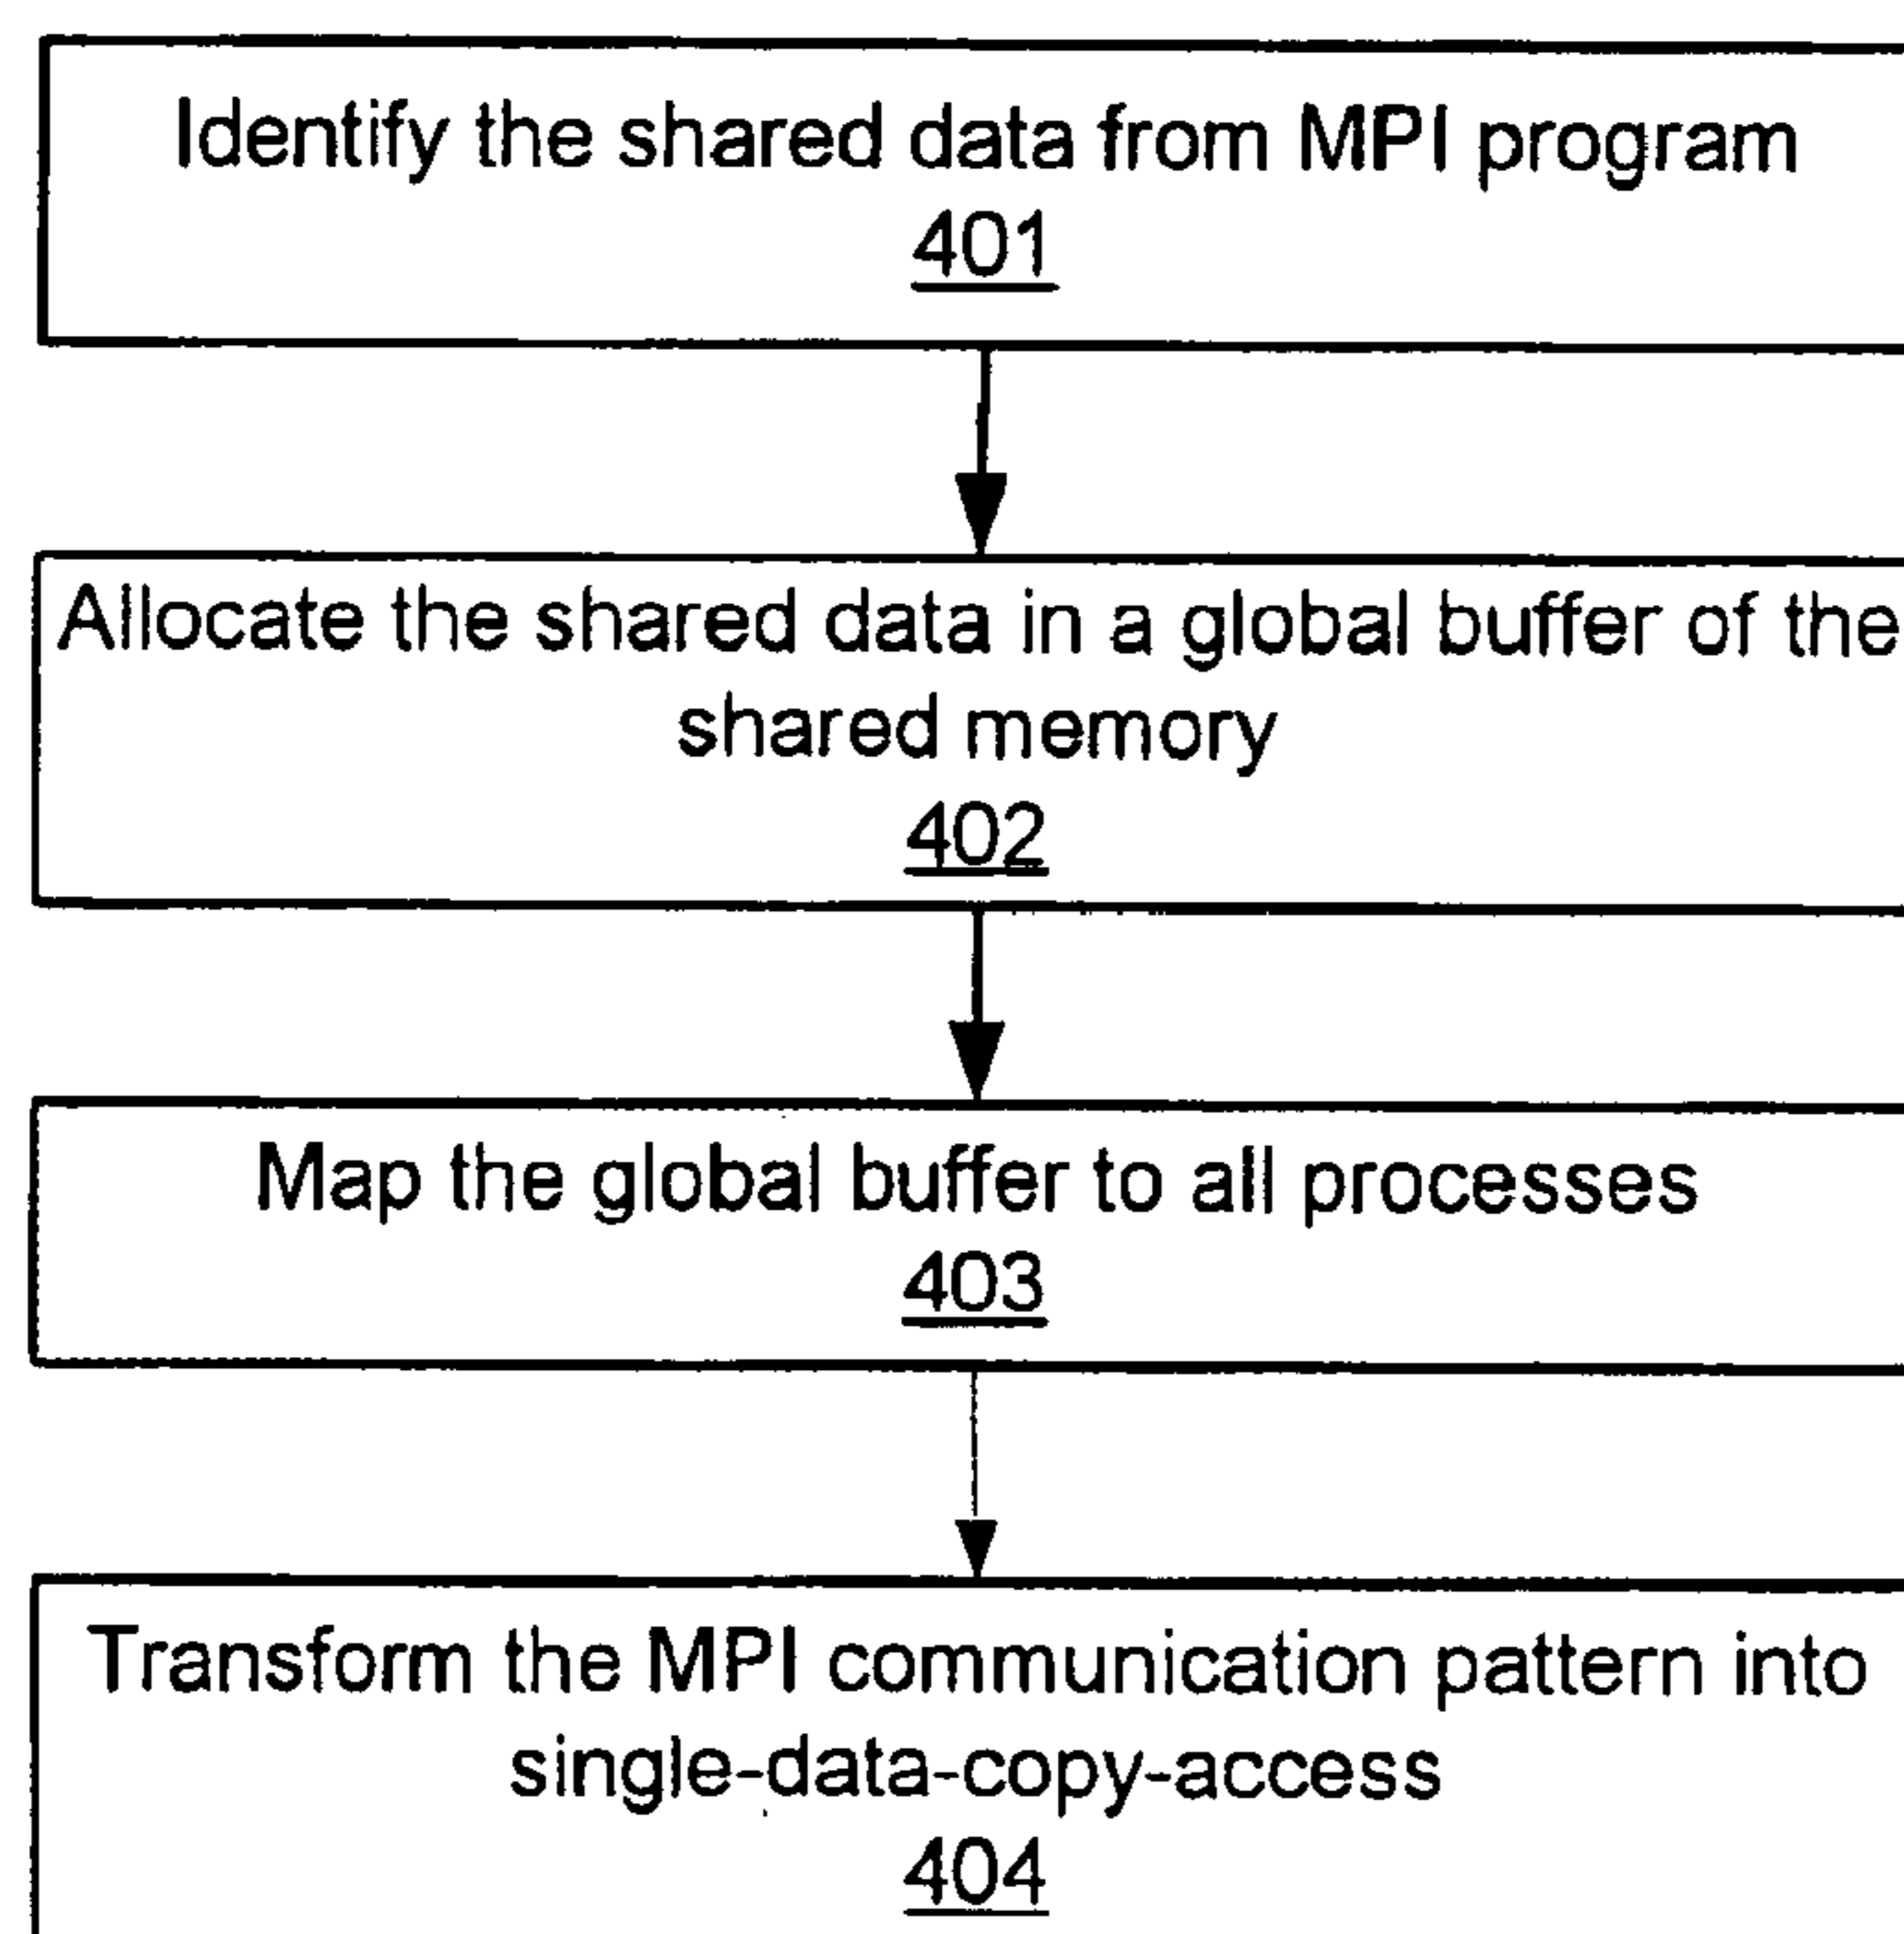 Identify the shared data from MPI program
401
Allocate the shared data in a global buffer of the
shared memory
402
Map the global buffer to all processes
403
Transform the MPI communication pattern into
single-data-copy-access
404